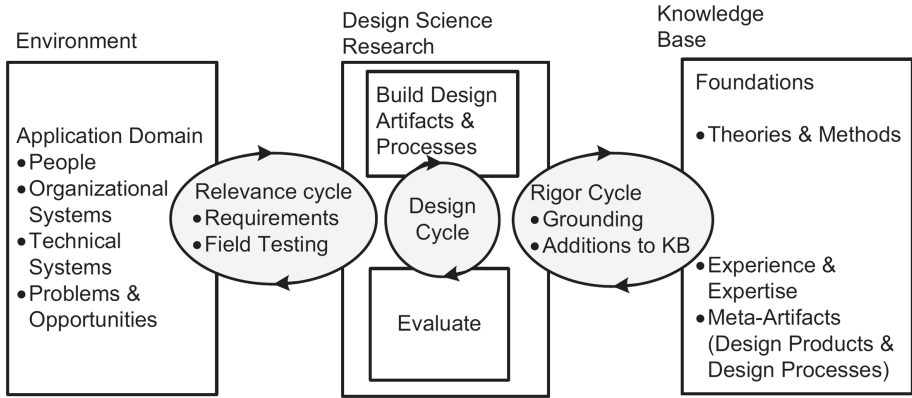 Environment
Application Domain
•People
•Organizational
Systems
•Technical
Systems
•Problems &
Opportunities
Relevance cycle
•Requirements
•Field Testing
Design Science
Research
Build Design
Artifacts &
Processes
Design
Cycle
Evaluate
Rigor Cycle
•Grounding
•Additions to KB
Knowledge
Base
Foundations
•Theories & Methods
•Experience &
Expertise
•Meta-Artifacts
(Design Products &
Design Processes)